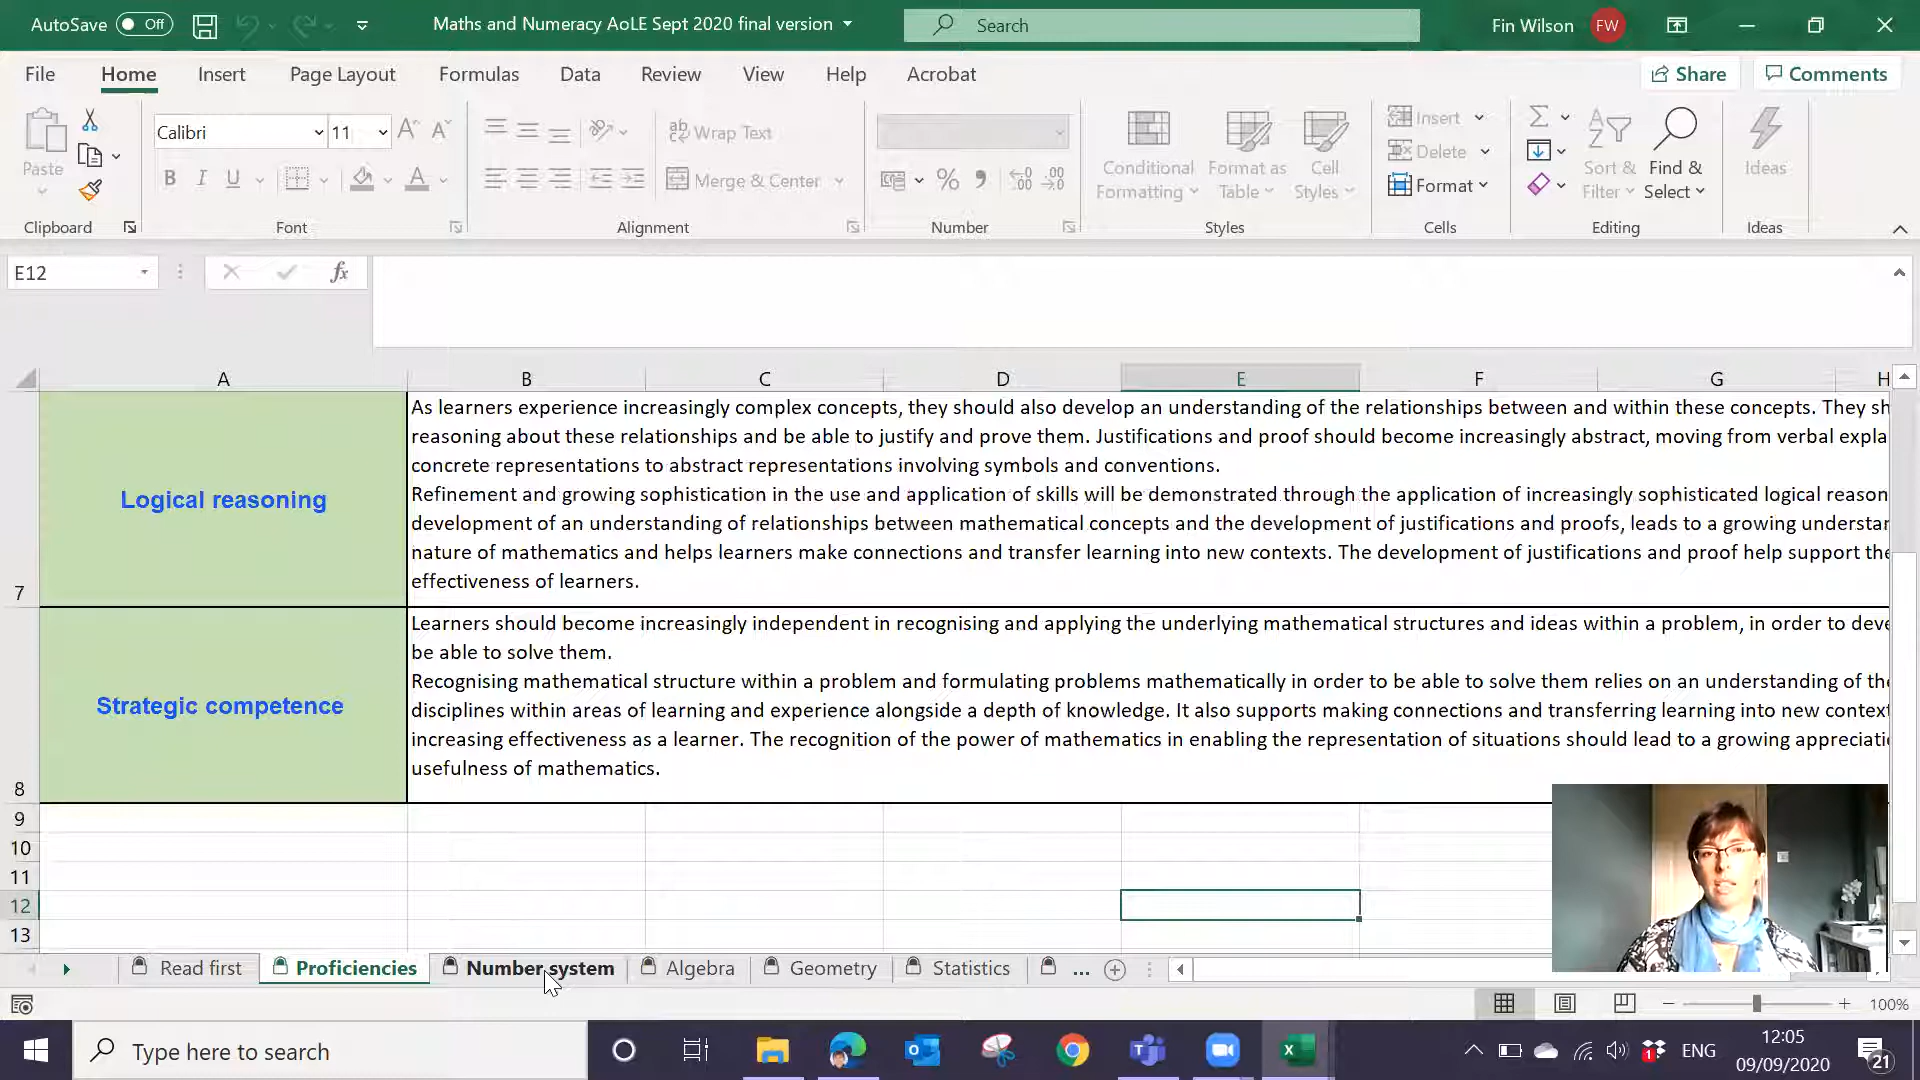 AutoSave Off
Maths and Numeracy AoLE Sept 2020 final version
Search
Fin Wilson FW
File Home Insert Page Layout Formulas Data Review View Help Acrobat Share Comments
Calibri 11
Wrap Text
Insert
Paste
Conditional Formatting
Format as Table
Cell Styles
Delete
Sort & Filter
Find & Select
Ideas
B I U
Merge & Center
%
Format
Clipboard Font Alignment Number Styles Cells Editing Ideas
E12 fx
A B C D E F G H
Logical reasoning
As learners experience increasingly complex concepts, they should also develop an understanding of the relationships between and within these concepts. They sh
reasoning about these relationships and be able to justify and prove them. Justifications and proof should become increasingly abstract, moving from verbal expla
concrete representations to abstract representations involving symbols and conventions.
Refinement and growing sophistication in the use and application of skills will be demonstrated through the application of increasingly sophisticated logical reason
development of an understanding of relationships between mathematical concepts and the development of justifications and proofs, leads to a growing understan
nature of mathematics and helps learners make connections and transfer learning into new contexts. The development of justifications and proof help support the
effectiveness of learners.
7
Strategic competence
Learners should become increasingly independent in recognising and applying the underlying mathematical structures and ideas within a problem, in order to deve
be able to solve them.
Recognising mathematical structure within a problem and formulating problems mathematically in order to be able to solve them relies on an understanding of the
disciplines within areas of learning and experience alongside a depth of knowledge. It also supports making connections and transferring learning into new context
increasing effectiveness as a learner. The recognition of the power of mathematics in enabling the representation of situations should lead to a growing appreciati
usefulness of mathematics.
8
9
10
11
12
13
Read first Proficiencies Number system Algebra Geometry Statistics ...
100%
Type here to search
ENG
12:05
09/09/2020
21